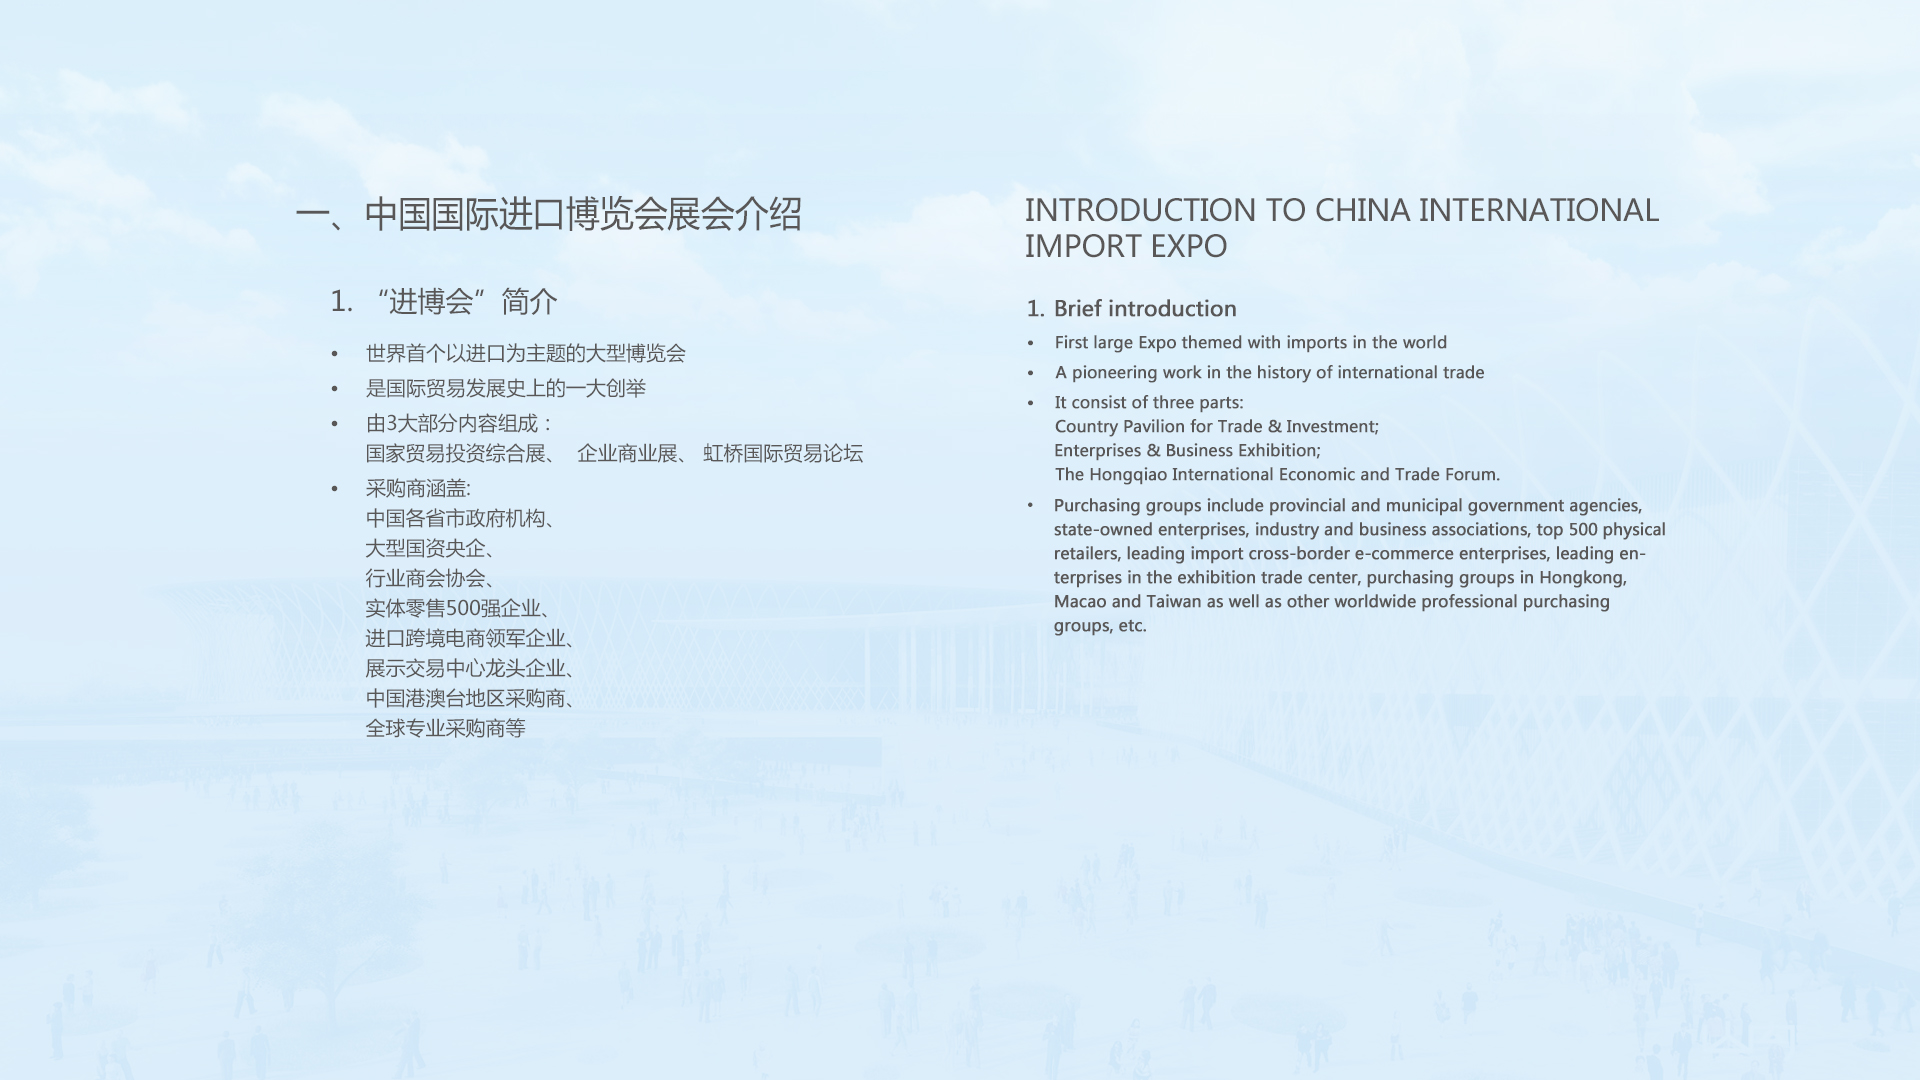 一、中国国际进口博览会展会介绍
1. “进博会”简介
• 世界首个以进口为主题的大型博览会
• 是国际贸易发展史上的一大创举
• 由3大部分内容组成：
国家贸易投资综合展、 企业商业展、 虹桥国际贸易论坛
• 采购商涵盖:
中国各省市政府机构、
大型国资央企、
行业商会协会、
实体零售500强企业、
进口跨境电商领军企业、
展示交易中心龙头企业、
中国港澳台地区采购商、
全球专业采购商等
INTRODUCTION TO CHINA INTERNATIONAL
IMPORT EXPO
1. Brief introduction
• First large Expo themed with imports in the world
• A pioneering work in the history of international trade
• It consist of three parts:
Country Pavilion for Trade & Investment;
Enterprises & Business Exhibition;
The Hongqiao International Economic and Trade Forum.
• Purchasing groups include provincial and municipal government agencies,
state-owned enterprises, industry and business associations, top 500 physical
retailers, leading import cross-border e-commerce enterprises, leading en-
terprises in the exhibition trade center, purchasing groups in Hongkong,
Macao and Taiwan as well as other worldwide professional purchasing
groups, etc.